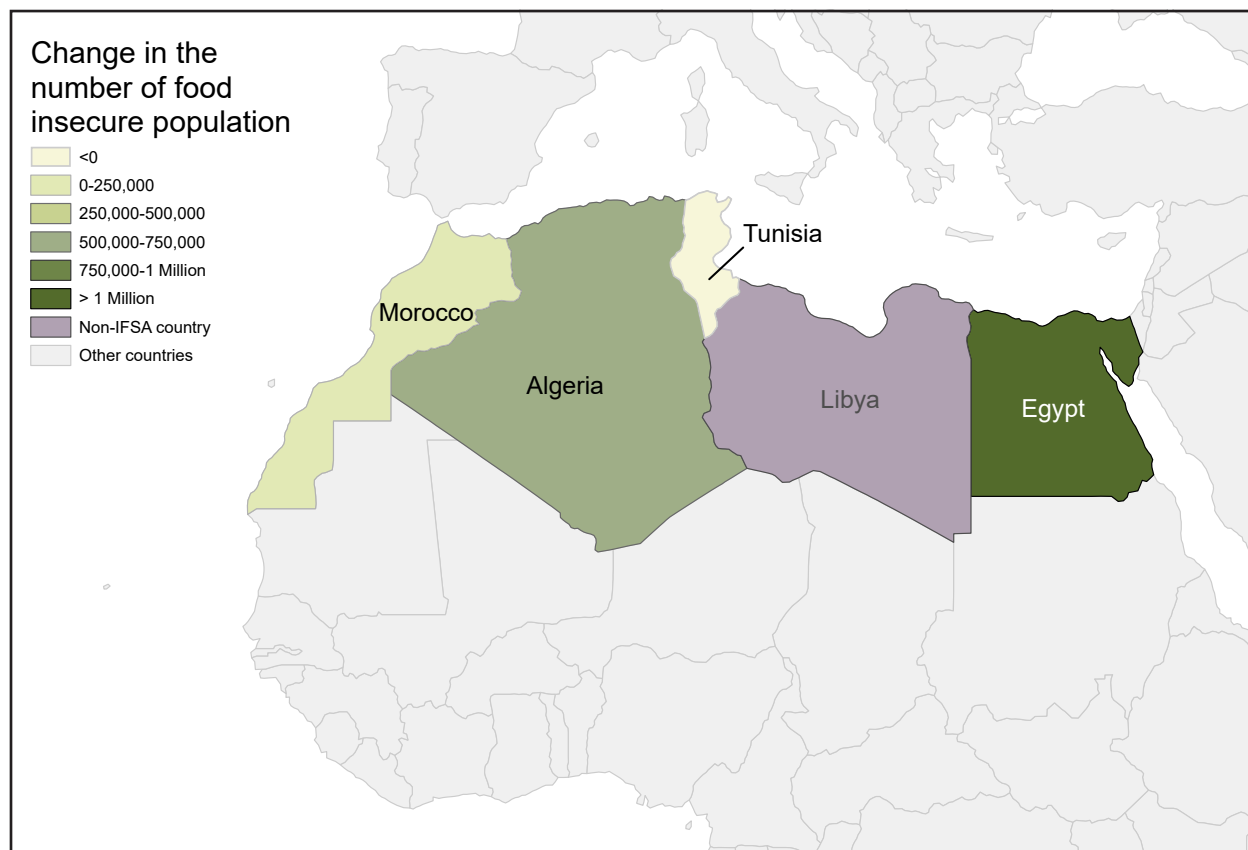 Change in the
number of food
insecure population
<0
0-250,000
250,000-500,000
500,000-750,000
750,000-1 Million
> 1 Million
Non-IFSA country
Other countries
Tunisia
Morocco
Algeria
Libya
Egypt